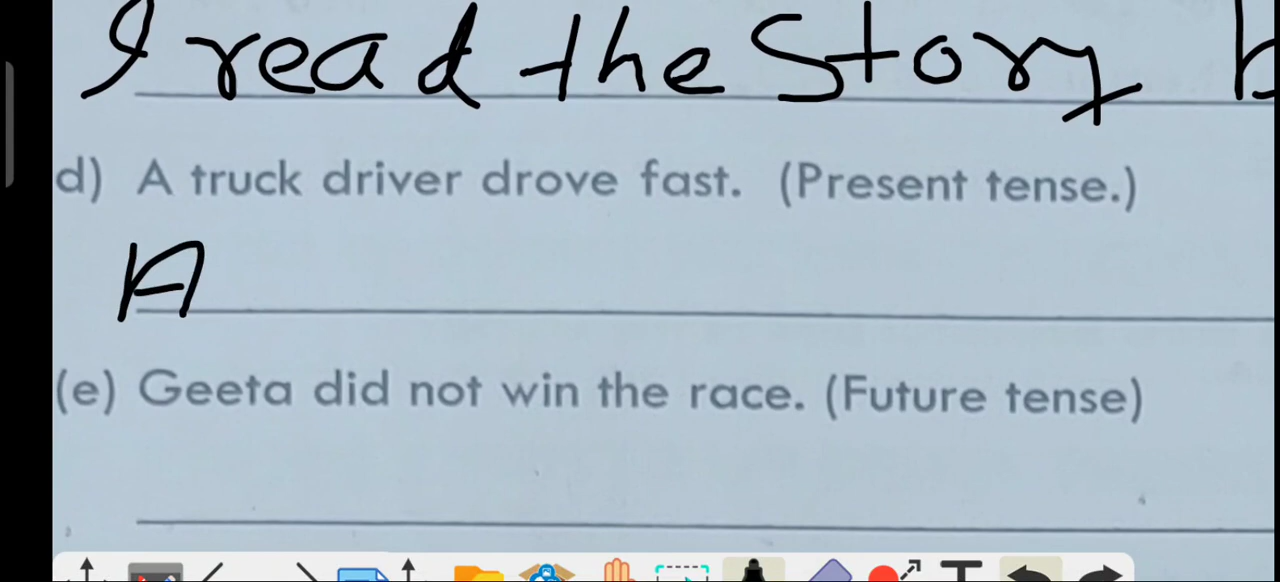 I read the Story
d) A truck driver drove fast. (Present tense.)
A
(e) Geeta did not win the race. (Future tense)